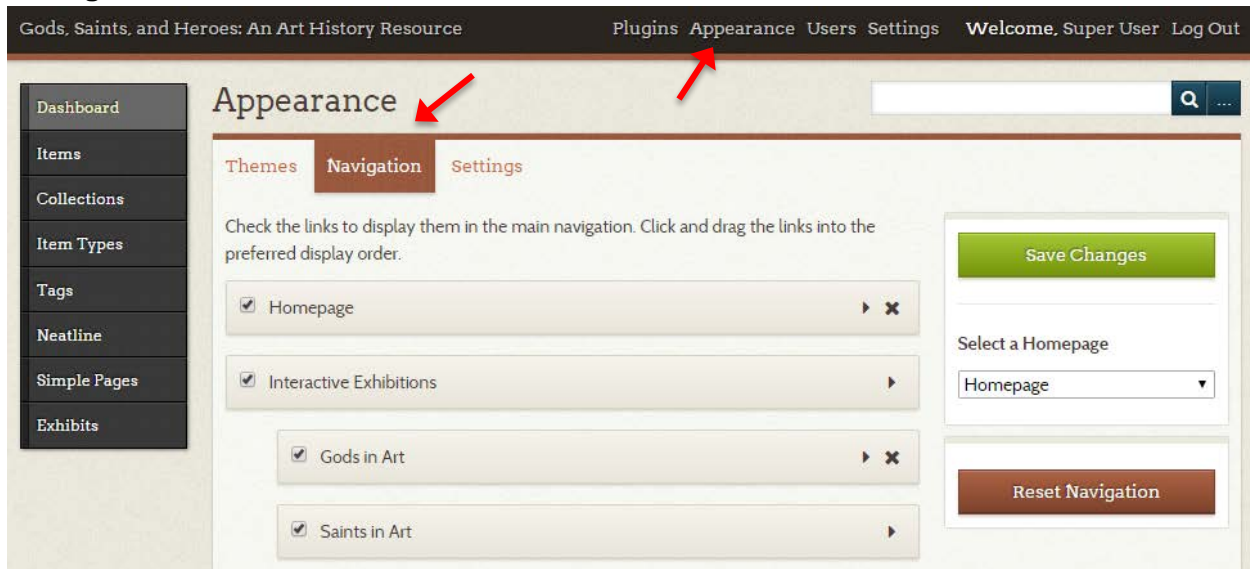 Gods, Saints, and Heroes: An Art History Resource Plugins Appearance Users Settings Welcome, Super User Log Out
Dashboard
Items
Collections
Item Types
Tags
Neatline
Simple Pages
Exhibits
Appearance
...
Themes Navigation Settings
Check the links to display them in the main navigation. Click and drag the links into the
preferred display order.
Homepage
Interactive Exhibitions
Gods in Art
Saints in Art
Save Changes
Select a Homepage
Homepage
Reset Navigation